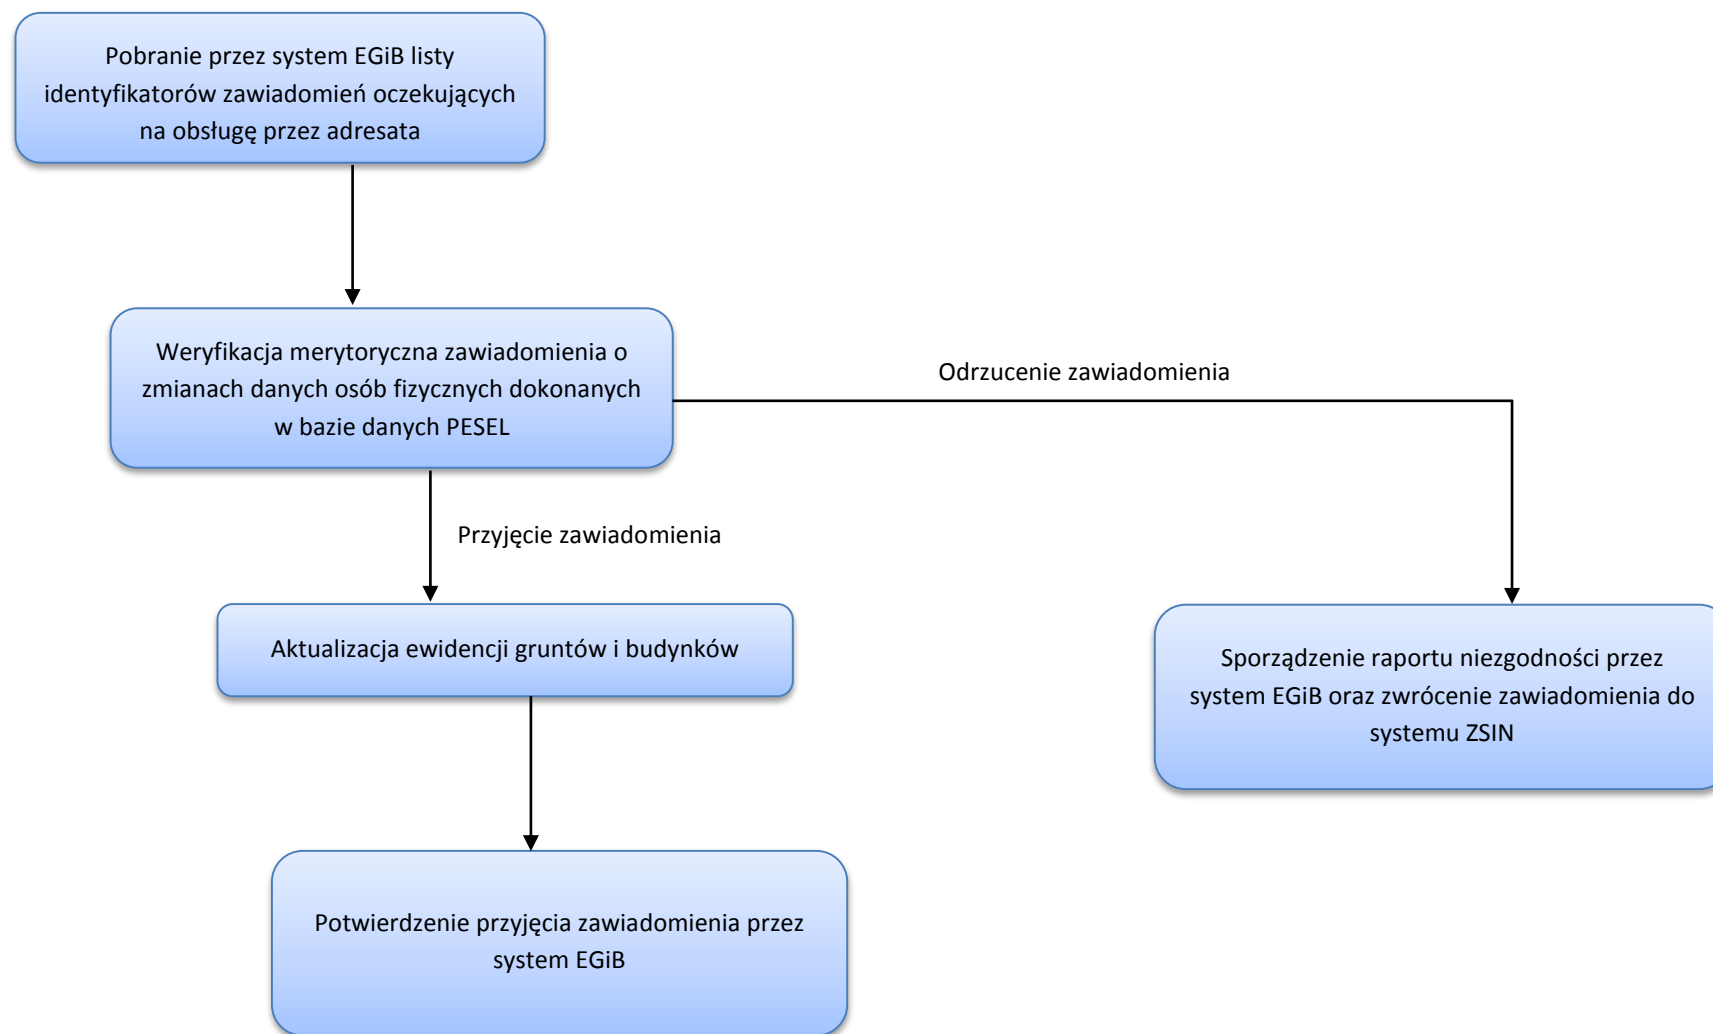 Pobranie przez system EGiB listy
identyfikatorów zawiadomień oczekujących
na obsługę przez adresata
Weryfikacja merytoryczna zawiadomienia o
zmianach danych osób fizycznych dokonanych
w bazie danych PESEL
Odrzucenie zawiadomienia
Przyjęcie zawiadomienia
Aktualizacja ewidencji gruntów i budynków
Sporządzenie raportu niezgodności przez
system EGiB oraz zwrócenie zawiadomienia do
systemu ZSIN
Potwierdzenie przyjęcia zawiadomienia przez
system EGiB